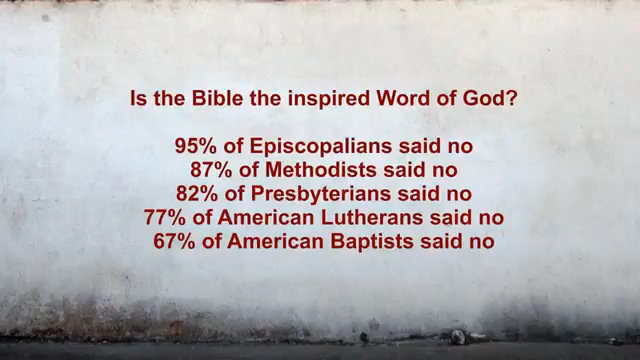 Is the Bible the inspired Word of God?
95% of Episcopalians said no
87% of Methodists said no
82% of Presbyterians said no
77% of American Lutherans said no
67% of American Baptists said no